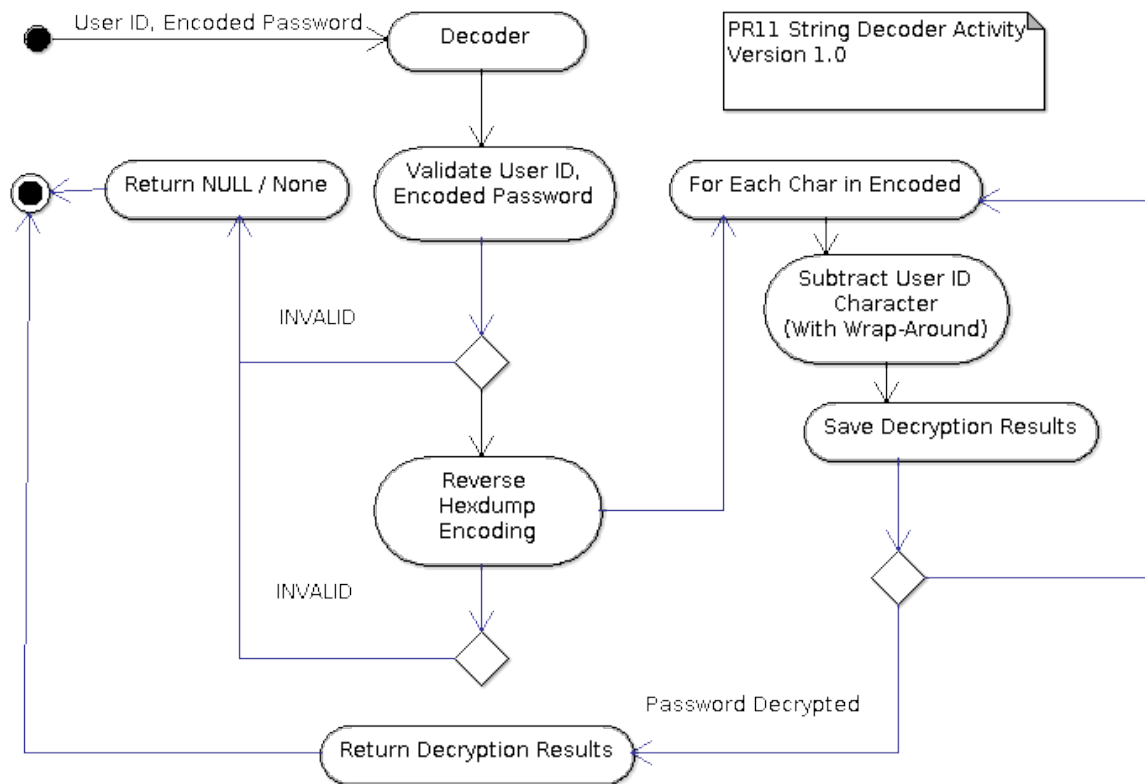 User ID, Encoded Password
Decoder
PR11 String Decoder Activity
Version 1.0
Return NULL / None
Validate User ID,
Encoded Password
For Each Char in Encoded
Subtract User ID
Character
(With Wrap-Around)
INVALID
Save Decryption Results
Reverse
Hexdump
Encoding
INVALID
Password Decrypted
Return Decryption Results